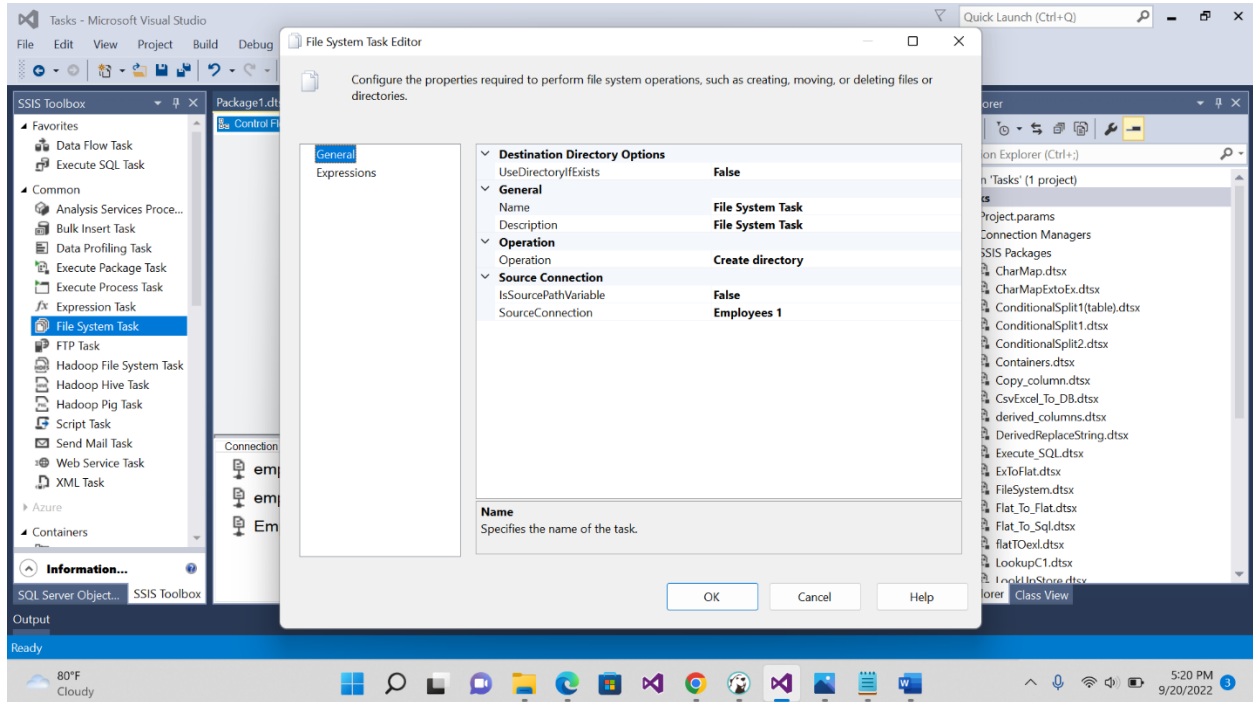 Tasks - Microsoft Visual Studio
Quick Launch (Ctrl+Q)
File Edit View Project Build Debug
File System Task Editor
Configure the properties required to perform file system operations, such as creating, moving, or deleting files or
directories.
SSIS Toolbox
Favorites
Data Flow Task
Execute SQL Task
Common
Analysis Services Proce...
Bulk Insert Task
Data Profiling Task
Execute Package Task
Execute Process Task
fx Expression Task
File System Task
FTP Task
Hadoop File System Task
Hadoop Hive Task
Hadoop Pig Task
Script Task
Send Mail Task
Web Service Task
XML Task
Azure
Containers
Information...
SQL Server Object... SSIS Toolbox
Output
Ready
Package1.dt
Control Fl
Connection
emp
emp
Em
General
Expressions
Destination Directory Options
UseDirectoryIfExists False
General
Name File System Task
Description File System Task
Operation
Operation Create directory
Source Connection
IsSourcePathVariable False
SourceConnection Employees 1
Name
Specifies the name of the task.
OK Cancel Help
orer
on Explorer (Ctrl+;)
n 'Tasks' (1 project)
ks
Project.params
Connection Managers
SSIS Packages
CharMap.dtsx
CharMapExtoEx.dtsx
ConditionalSplit1(table).dtsx
ConditionalSplit1.dtsx
ConditionalSplit2.dtsx
Containers.dtsx
Copy_column.dtsx
CsvExcel_To_DB.dtsx
derived_columns.dtsx
DerivedReplaceString.dtsx
Execute_SQL.dtsx
ExToFlat.dtsx
FileSystem.dtsx
Flat_To_Flat.dtsx
Flat_To_Sql.dtsx
flatTOexl.dtsx
LookupC1.dtsx
LookUpStore.dtsx
lorer Class View
80°F
Cloudy
5:20 PM
9/20/2022
3